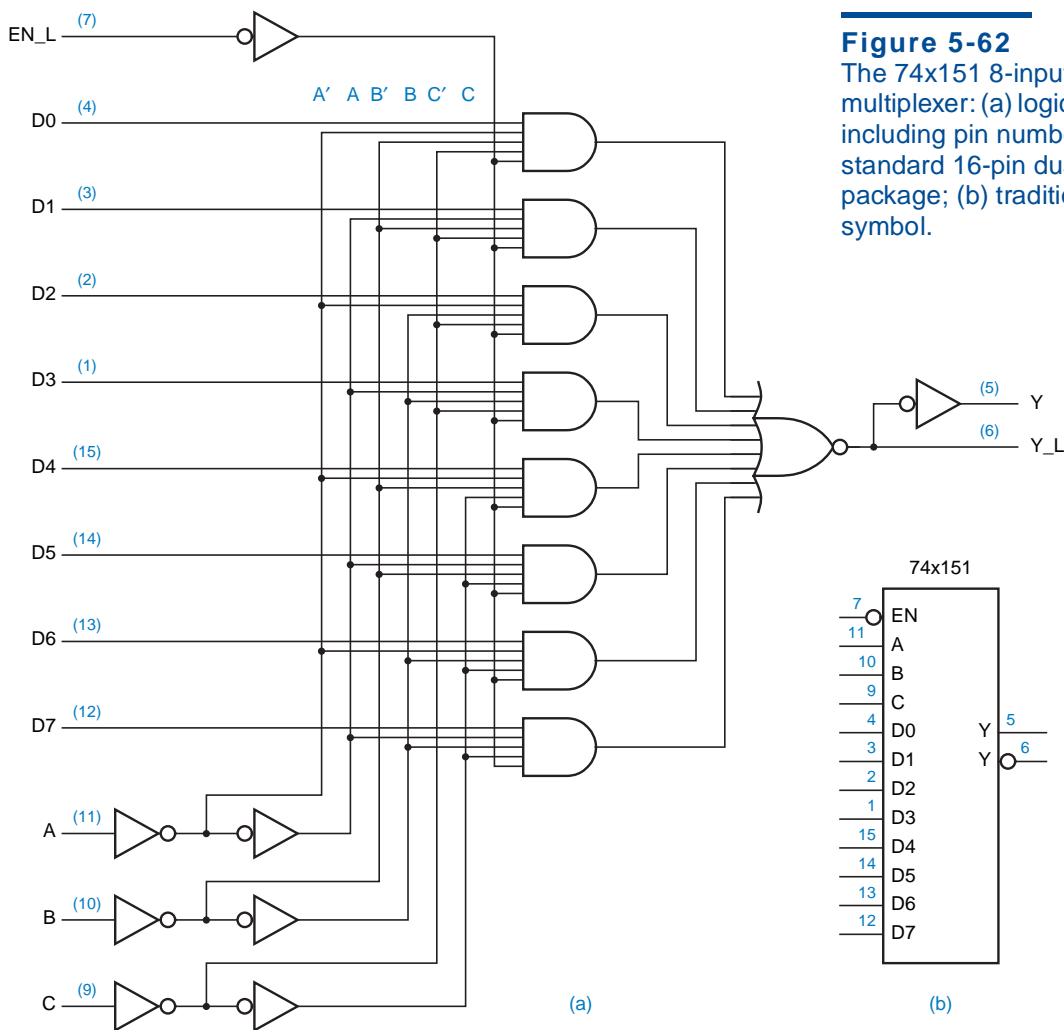 Figure 5-62
The 74x151 8-input
multiplexer: (a) logic
including pin numb
standard 16-pin du
package; (b) traditi
symbol.
EN_L (7)
A′ A B′ B C′ C
D0 (4)
D1 (3)
D2 (2)
D3 (1)
D4 (15)
D5 (14)
D6 (13)
D7 (12)
A (11)
B (10)
C (9)
(5) Y
(6) Y_L
(a)
74x151
7 EN
11 A
10 B
9 C
4 D0
3 D1
2 D2
1 D3
15 D4
14 D5
13 D6
12 D7
Y 5
Y 6
(b)